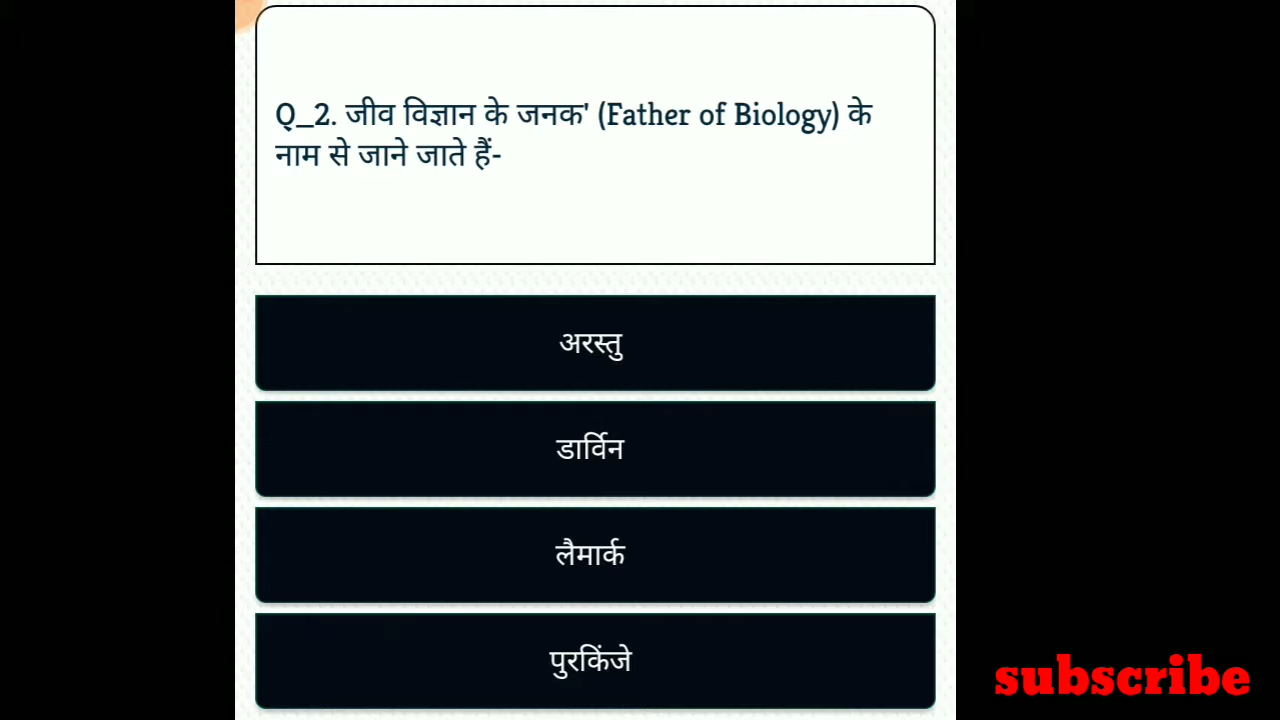 Q_2. जीव विज्ञान के जनक' (Father of Biology) के
नाम से जाने जाते हैं-
अरस्तु
डार्विन
लैमार्क
पुरकिंजे
subscribe